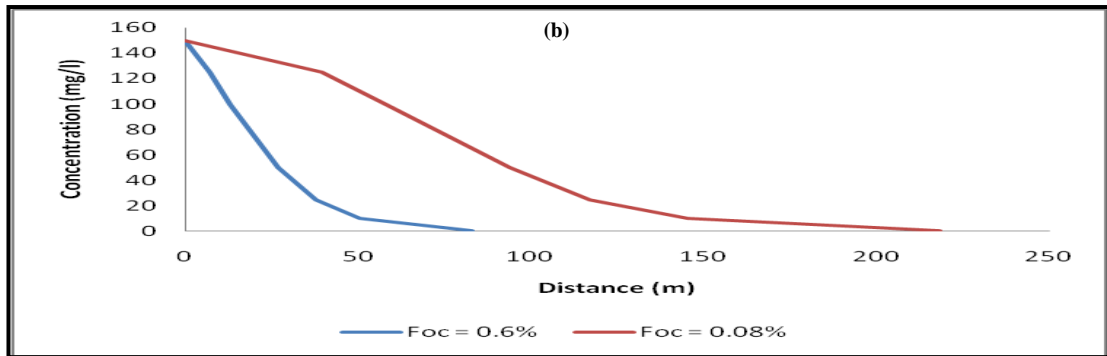 (b)
Concentration (mg/l)
160
140
120
100
80
60
40
20
0
0 50 100 150 200 250
Distance (m)
Foc = 0.6% Foc = 0.08%